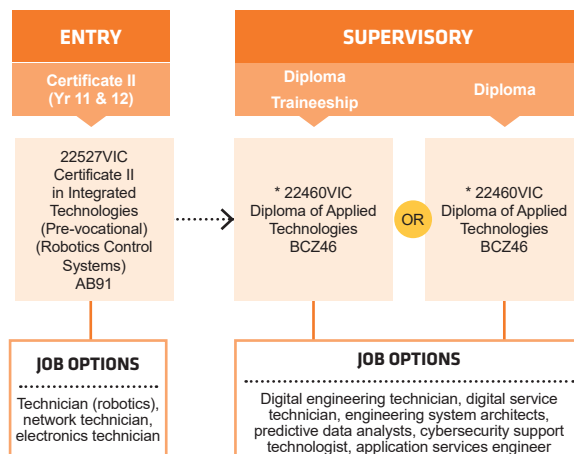 ENTRY
Certificate II
(Yr 11 & 12)
22527VIC
Certificate II
in Integrated
Technologies
(Pre-vocational)
(Robotics Control
Systems)
AB91
JOB OPTIONS
Technician (robotics),
network technician,
electronics technician
SUPERVISORY
Diploma
Traineeship
Diploma
* 22460VIC
Diploma of Applied
Technologies
BCZ46
OR
* 22460VIC
Diploma of Applied
Technologies
BCZ46
JOB OPTIONS
Digital engineering technician, digital service
technician, engineering system architects,
predictive data analysts, cybersecurity support
technologist, application services engineer